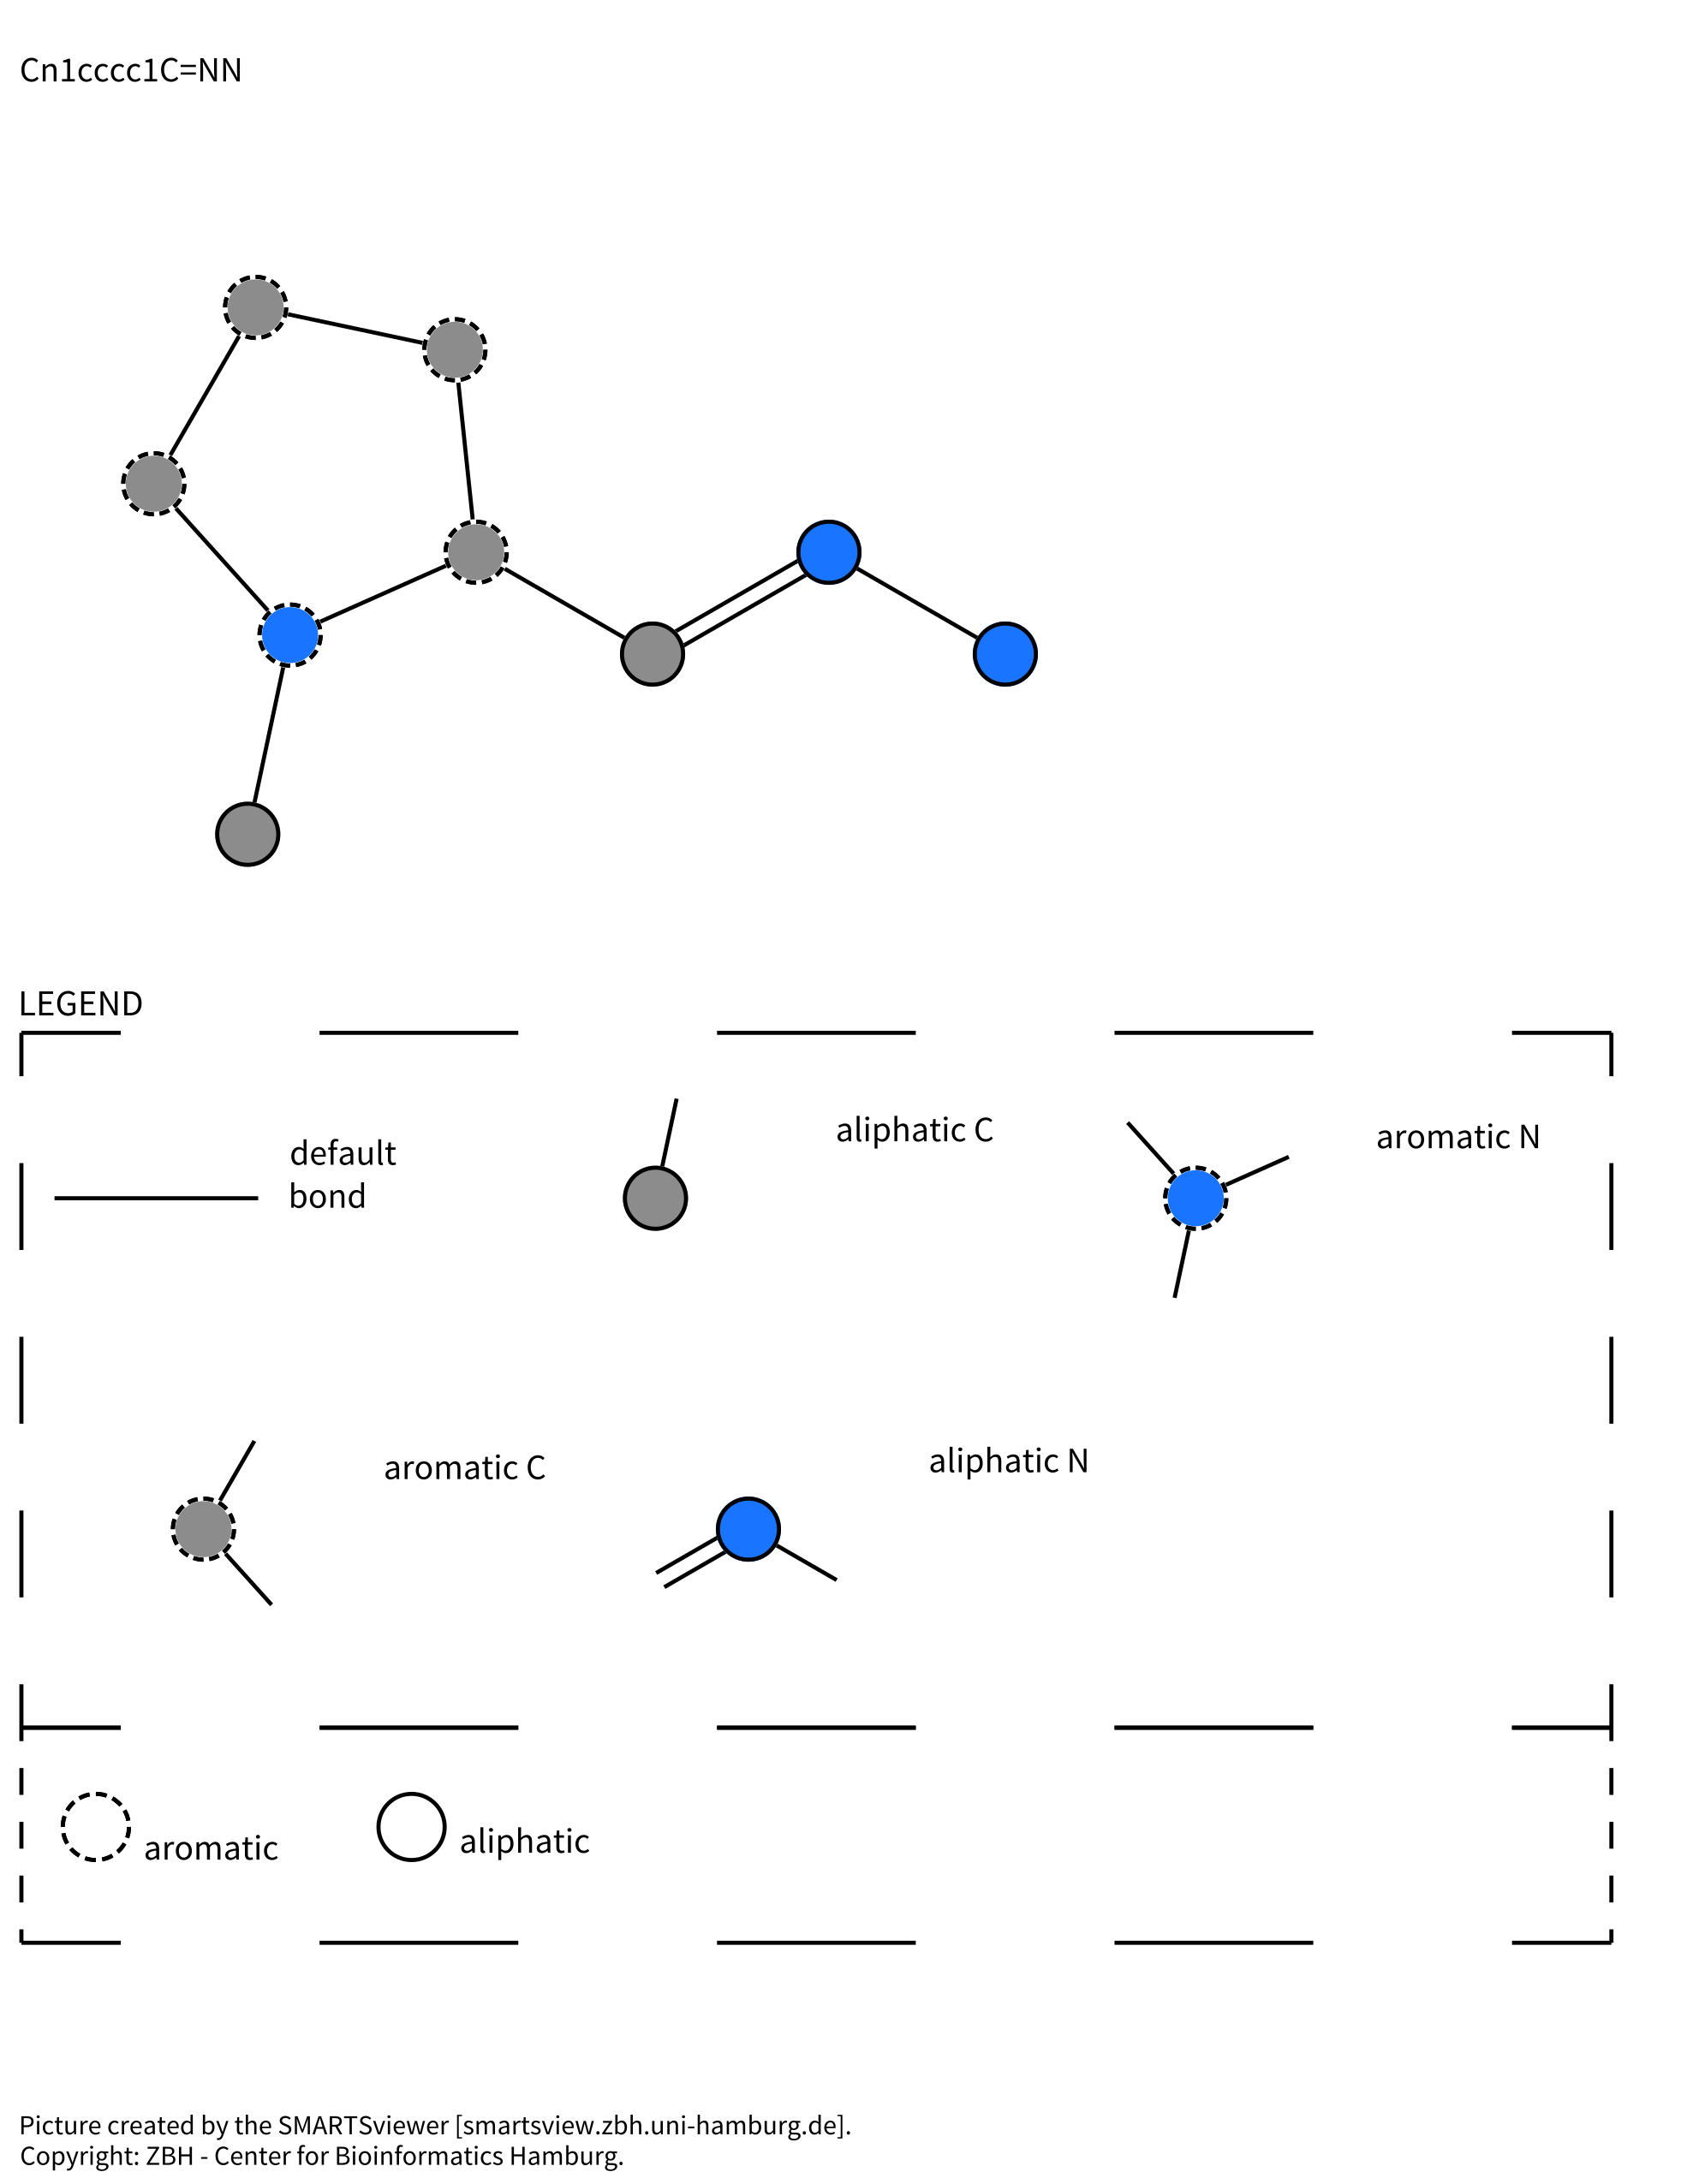 Cn1cccc1C=NN
LEGEND
default
bond
aliphatic C
aromatic N
aromatic C
aliphatic N
aromatic
aliphatic
Picture created by the SMARTSviewer [smartsview.zbh.uni-hamburg.de].
Copyright: ZBH - Center for Bioinformatics Hamburg.